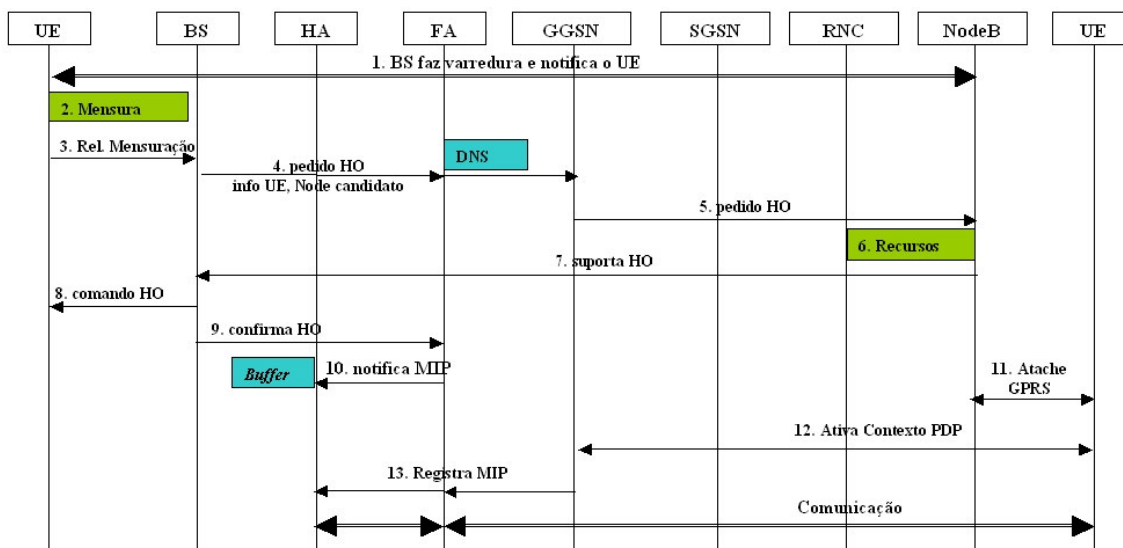 UE BS HA FA GGSN SGSN RNC NodeB UE
1. BS faz varredura e notifica o UE
2. Mensura
3. Rel. Mensuração
DNS
4. pedido HO
info UE, Node candidato
5. pedido HO
6. Recursos
7. suporta HO
8. comando HO
9. confirma HO
Buffer
10. notifica MIP
11. Atache
GPRS
12. Ativa Contexto PDP
13. Registra MIP
Comunicação